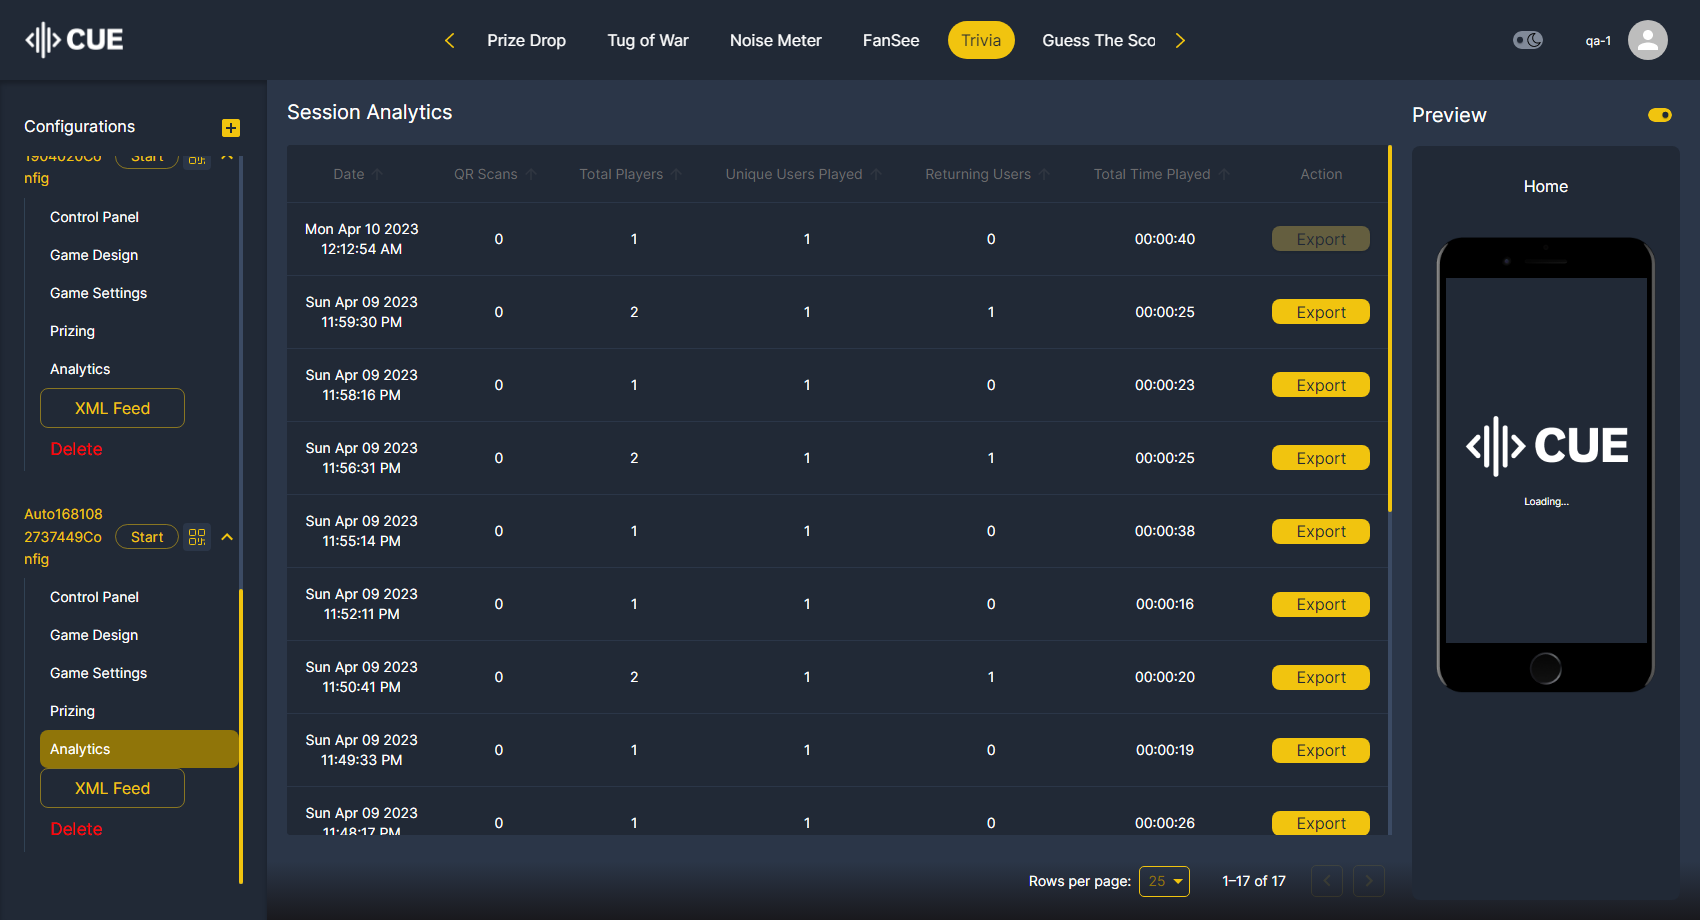 CUE
Prize Drop
Tug of War
Noise Meter
FanSee
Trivia
Guess The Sco
qa-1
Configurations
1904020Co
nfig
Start
Control Panel
Game Design
Game Settings
Prizing
Analytics
XML Feed
Delete
Auto168108
2737449Co
nfig
Start
Control Panel
Game Design
Game Settings
Prizing
Analytics
XML Feed
Delete
Session Analytics
Date QR Scans Total Players Unique Users Played Returning Users Total Time Played Action
Mon Apr 10 2023
12:12:54 AM 0 1 1 0 00:00:40 Export
Sun Apr 09 2023
11:59:30 PM 0 2 1 1 00:00:25 Export
Sun Apr 09 2023
11:58:16 PM 0 1 1 0 00:00:23 Export
Sun Apr 09 2023
11:56:31 PM 0 2 1 1 00:00:25 Export
Sun Apr 09 2023
11:55:14 PM 0 1 1 0 00:00:38 Export
Sun Apr 09 2023
11:52:11 PM 0 1 1 0 00:00:16 Export
Sun Apr 09 2023
11:50:41 PM 0 2 1 1 00:00:20 Export
Sun Apr 09 2023
11:49:33 PM 0 1 1 0 00:00:19 Export
Sun Apr 09 2023
11:48:17 PM 0 1 1 0 00:00:26 Export
Rows per page: 25 1–17 of 17
Preview
Home
CUE
Loading...